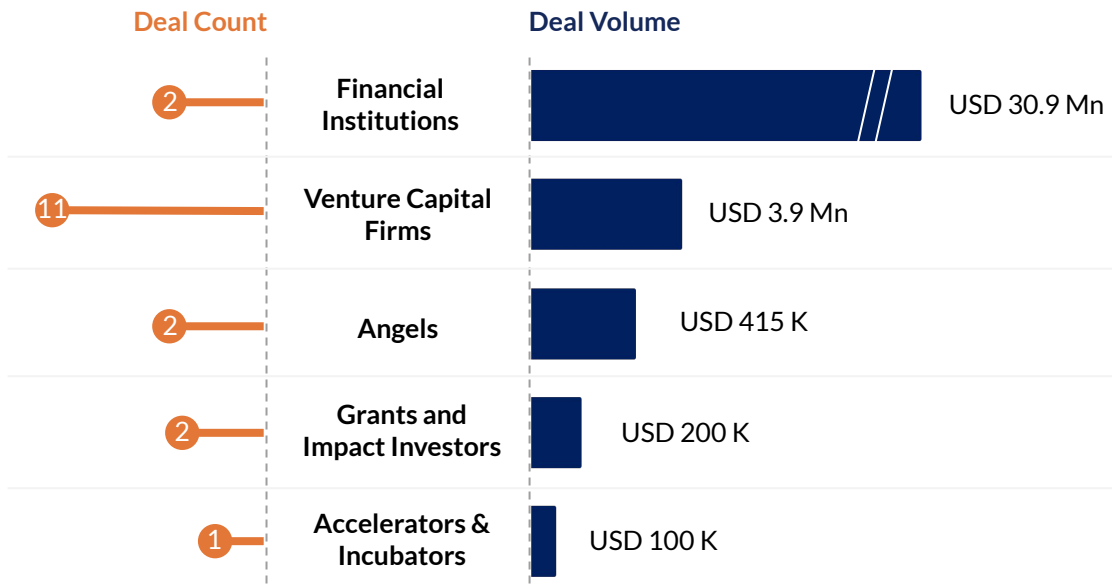 Deal Count
Deal Volume
2
Financial
Institutions
USD 30.9 Mn
11
Venture Capital
Firms
USD 3.9 Mn
2
Angels
USD 415 K
2
Grants and
Impact Investors
USD 200 K
1
Accelerators &
Incubators
USD 100 K